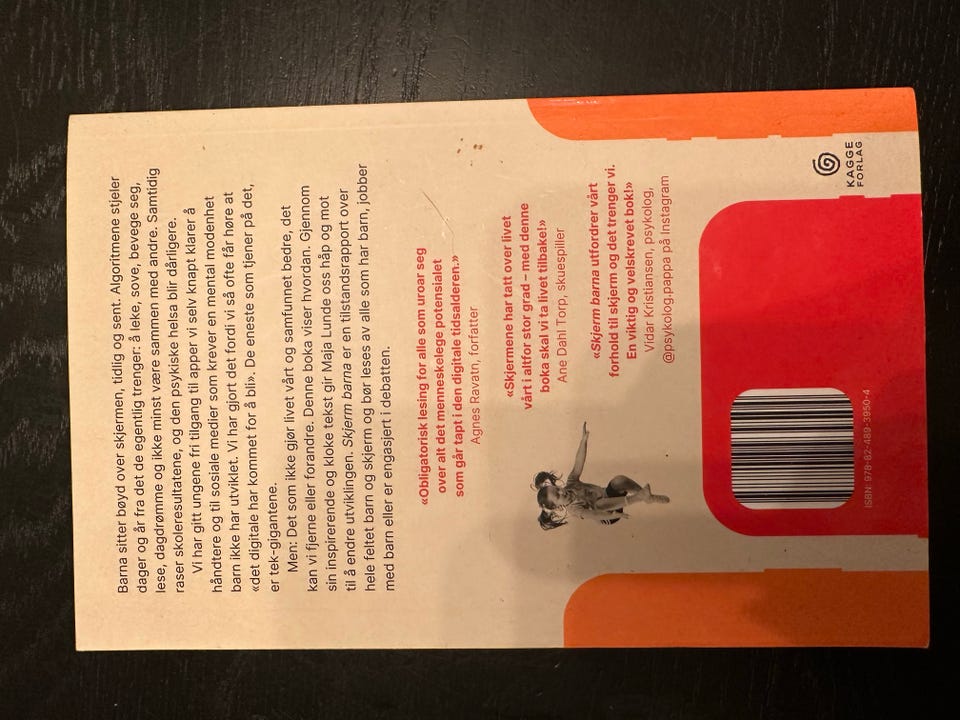 Barna sitter bøyd over skjermen, tidlig og sent. Algoritmene stjeler
dager og år fra det de egentlig trenger: å leke, sove, bevege seg,
lese, dagdrømme og ikke minst være sammen med andre. Samtidig
raser skoleresultatene, og den psykiske helsa blir dårligere.
Vi har gitt ungene fri tilgang til apper vi selv knapt klarer å
håndtere og til sosiale medier som krever en mental modenhet
barn ikke har utviklet. Vi har gjort det fordi vi så ofte får høre at
«det digitale har kommet for å bli». De eneste som tjener på det,
er tek-gigantene.
Men: Det som ikke gjør livet vårt og samfunnet bedre, det
kan vi fjerne eller forandre. Denne boka viser hvordan. Gjennom
sin inspirerende og kloke tekst gir Maja Lunde oss håp og mot
til å endre utviklingen. Skjerm barna er en tilstandsrapport over
hele feltet barn og skjerm og bør leses av alle som har barn, jobber
med barn eller er engasjert i debatten.
«Obligatorisk lesing for alle som uroar seg
over alt det menneskelege potensialet
som går tapt i den digitale tidsalderen.»
Agnes Ravatn, forfatter
«Skjermene har tatt over livet
vårt i altfor stor grad – med denne
boka skal vi ta livet tilbake!»
Ane Dahl Torp, skuespiller
«Skjerm barna utfordrer vårt
forhold til skjerm og det trenger vi.
En viktig og velskrevet bok!»
Vidar Kristiansen, psykolog,
@psykolog.pappa på Instagram
KAGGE
FORLAG
ISBN: 978-82-489-3950-4